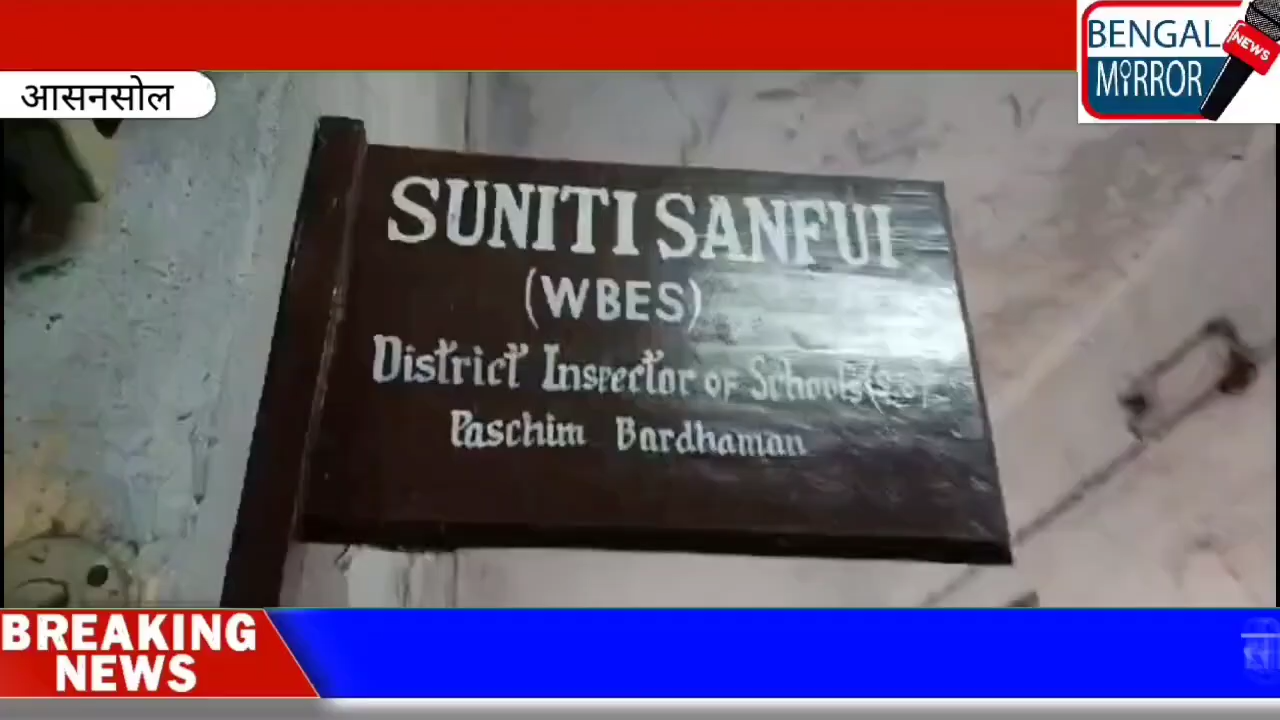 BENGAL
MIRROR
NEWS
आसनसोल
SUNITI SANFUI
(WBES)
District Inspector of Schools
Paschim Bardhaman
BREAKING
NEWS